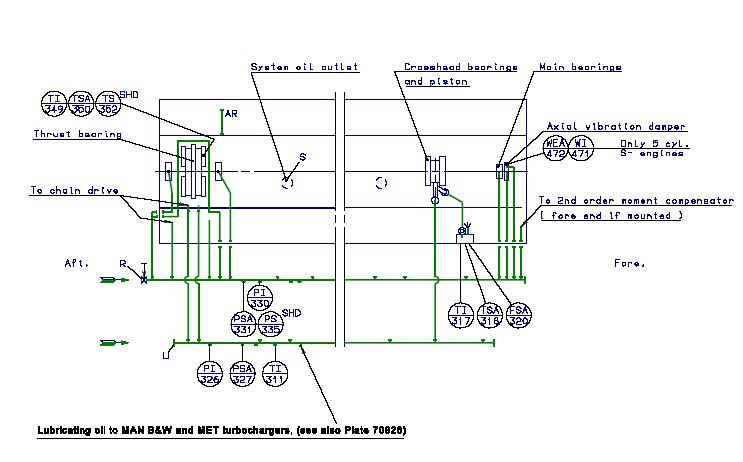 System oil outlet
Crosshead bearings
and piston
Main bearings
TI 349
TSA 350
TS 352
SHD
AR
Thrust bearing
Axial vibration damper
WEA 472
WI 471
Only 5 cyl.
S- engines
S
To chain drive
To 2nd order moment compensator
( fore end if mounted )
Aft.
R
Fore.
PI 330
PSA 331
PS 335
SHD
TI 317
TSA 318
FSA 320
U
PI 326
PSA 327
TI 311
Lubricating oil to MAN B&W and MET turbochargers, (see also Plate 70826)